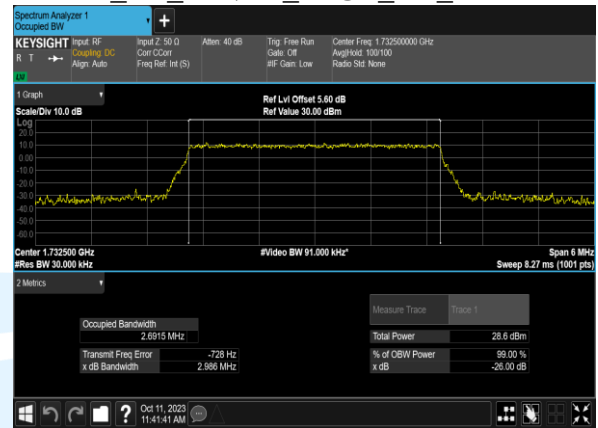 Spectrum Analyzer 1
Occupied BW
KEYSIGHT Input: RF Input Z: 50 Ω Atten: 40 dB Trig: Free Run Center Freq: 1.732500000 GHz
R T Coupling: DC Corr CCorr Gate: Off Avg|Hold: 100/100
Align: Auto Freq Ref: Int (S) #IF Gain: Low Radio Std: None
1 Graph
Ref Lvl Offset 5.60 dB
Scale/Div 10.0 dB Ref Value 30.00 dBm
Log
20.0
10.0
0.00
-10.0
-20.0
-30.0
-40.0
-50.0
-60.0
Center 1.732500 GHz #Video BW 91.000 kHz* Span 6 MHz
#Res BW 30.000 kHz Sweep 8.27 ms (1001 pts)
2 Metrics
Measure Trace Trace 1
Occupied Bandwidth
2.6915 MHz Total Power 28.6 dBm
Transmit Freq Error -728 Hz % of OBW Power 99.00 %
x dB Bandwidth 2.986 MHz x dB -26.00 dB
? Oct 11, 2023
11:41:41 AM